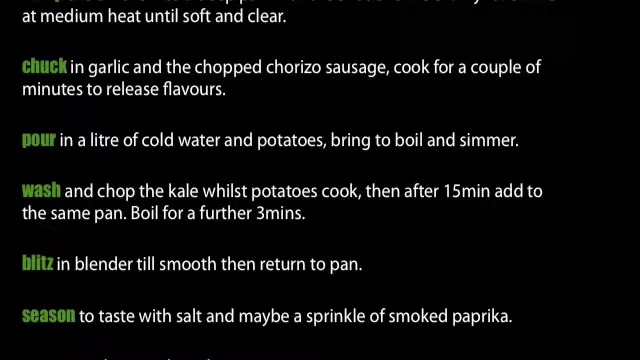 at medium heat until soft and clear.
chuck in garlic and the chopped chorizo sausage, cook for a couple of
minutes to release flavours.
pour in a litre of cold water and potatoes, bring to boil and simmer.
wash and chop the kale whilst potatoes cook, then after 15min add to
the same pan. Boil for a further 3mins.
blitz in blender till smooth then return to pan.
season to taste with salt and maybe a sprinkle of smoked paprika.